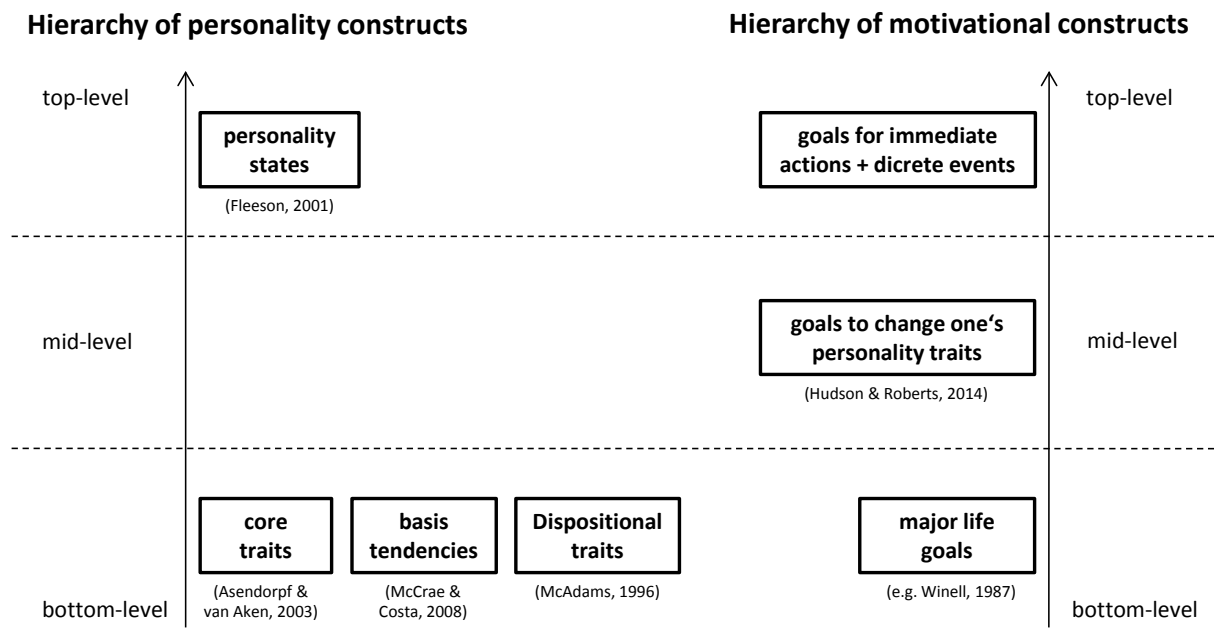 Hierarchy of personality constructs
Hierarchy of motivational constructs
top-level
personality
states
(Fleeson, 2001)
goals for immediate
actions + dicrete events
top-level
mid-level
goals to change one‘s
personality traits
(Hudson & Roberts, 2014)
mid-level
core
traits
(Asendorpf &
van Aken, 2003)
basis
tendencies
(McCrae &
Costa, 2008)
Dispositional
traits
(McAdams, 1996)
major life
goals
(e.g. Winell, 1987)
bottom-level
bottom-level